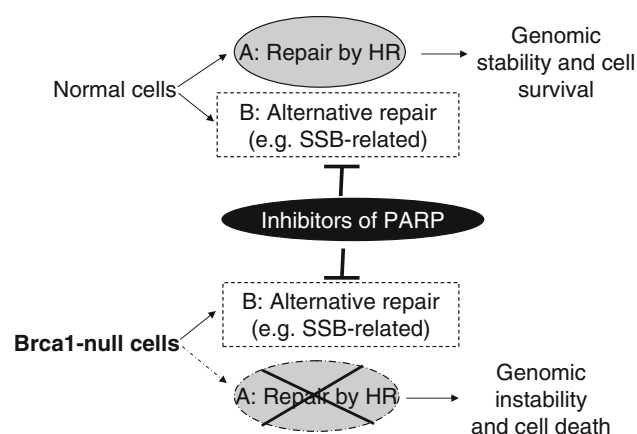 A: Repair by HR
Genomic
stability and cell
survival
Normal cells
B: Alternative repair
(e.g. SSB-related)
Inhibitors of PARP
B: Alternative repair
(e.g. SSB-related)
Brca1-null cells
A: Repair by HR
Genomic
instability
and cell death